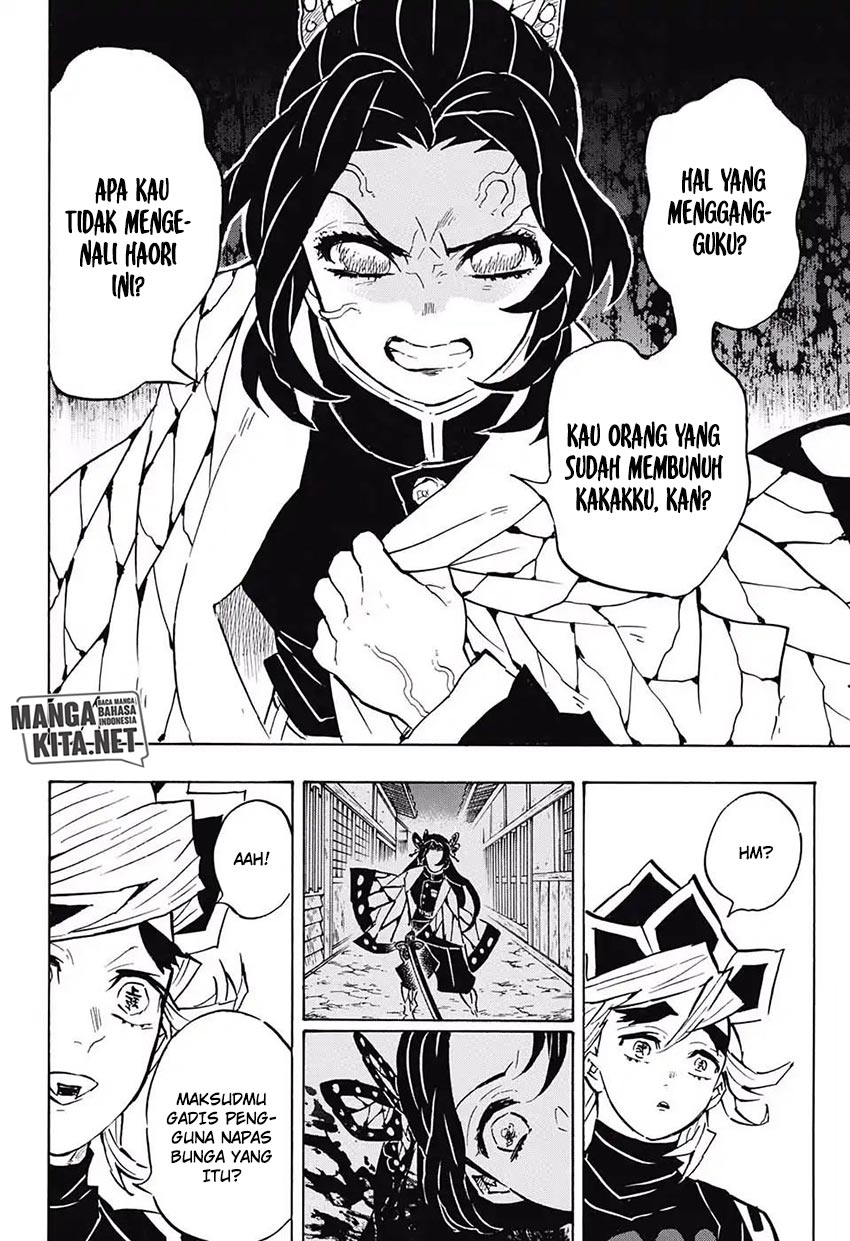 HAL YANG
MENGGANG-
GUKU?
KAU ORANG YANG
SUDAH MEMBUNUH
KAKAKKU, KAN?
APA KAU
TIDAK MENGE-
NALI HAORI
INI?
MANGA
KITA.NET
BACA MANGA
BAHASA
INDONESIA
HM?
AAH!
MAKSUDMU
GADIS PENG-
GUNA NAPAS
BUNGA YANG
ITU?